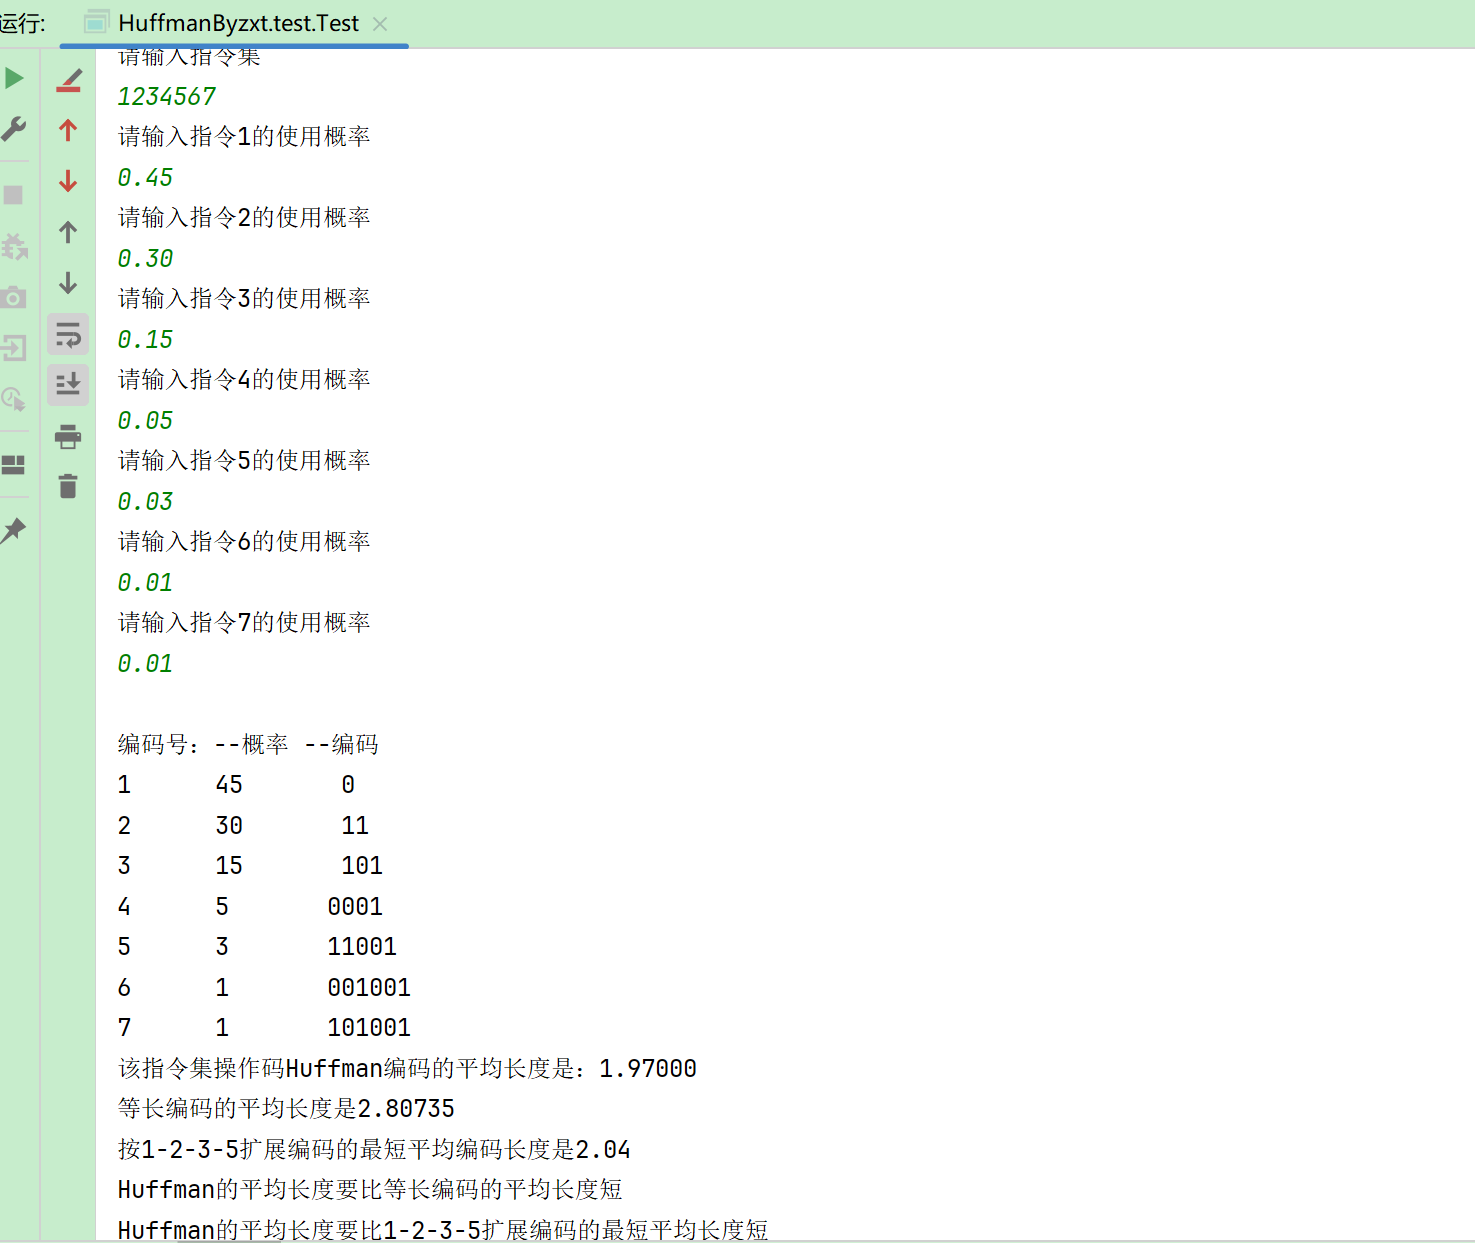 运行: HuffmanByzxt.test.Test
请输入指令集
1234567
请输入指令1的使用概率
0.45
请输入指令2的使用概率
0.30
请输入指令3的使用概率
0.15
请输入指令4的使用概率
0.05
请输入指令5的使用概率
0.03
请输入指令6的使用概率
0.01
请输入指令7的使用概率
0.01
编码号：--概率 --编码
1 45 0
2 30 11
3 15 101
4 5 0001
5 3 11001
6 1 001001
7 1 101001
该指令集操作码Huffman编码的平均长度是：1.97000
等长编码的平均长度是2.80735
按1-2-3-5扩展编码的最短平均编码长度是2.04
Huffman的平均长度要比等长编码的平均长度短
Huffman的平均长度要比1-2-3-5扩展编码的最短平均长度短